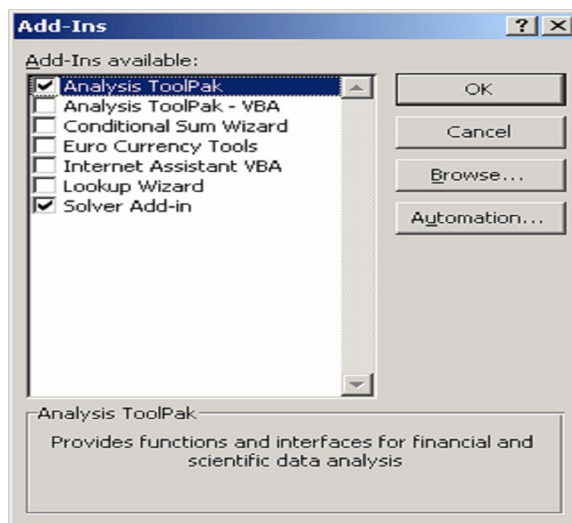 Add-Ins
Add-Ins available:
Analysis ToolPak
Analysis ToolPak - VBA
Conditional Sum Wizard
Euro Currency Tools
Internet Assistant VBA
Lookup Wizard
Solver Add-in
OK
Cancel
Browse...
Automation...
Analysis ToolPak
Provides functions and interfaces for financial and
scientific data analysis